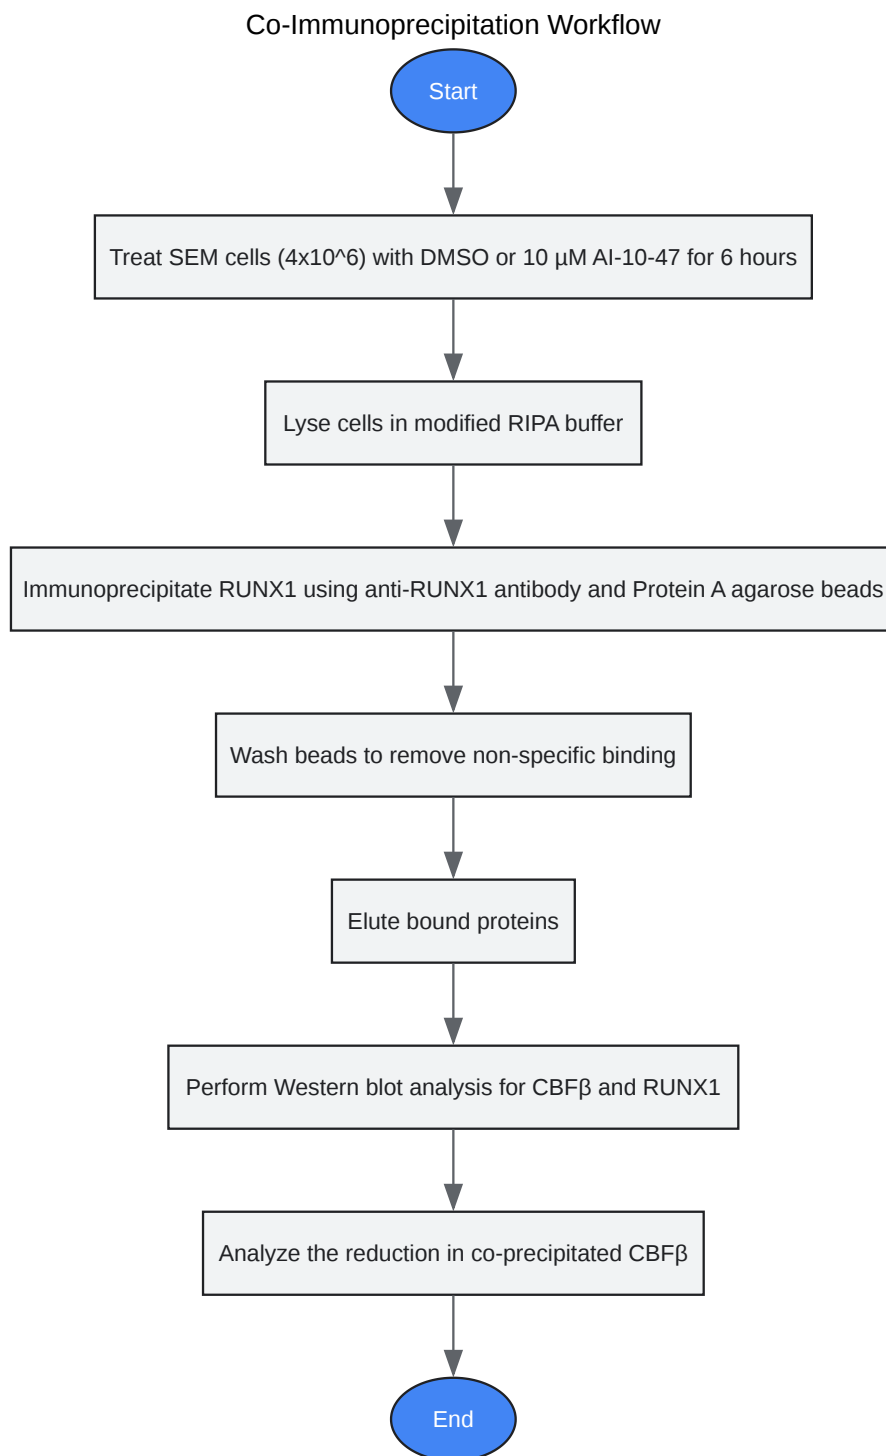 Co-Immunoprecipitation Workflow
Start
Treat SEM cells (4x10^6) with DMSO or 10 µM AI-10-47 for 6 hours
Lyse cells in modified RIPA buffer
Immunoprecipitate RUNX1 using anti-RUNX1 antibody and Protein A agarose beads
Wash beads to remove non-specific binding
Elute bound proteins
Perform Western blot analysis for CBFβ and RUNX1
Analyze the reduction in co-precipitated CBFβ
End